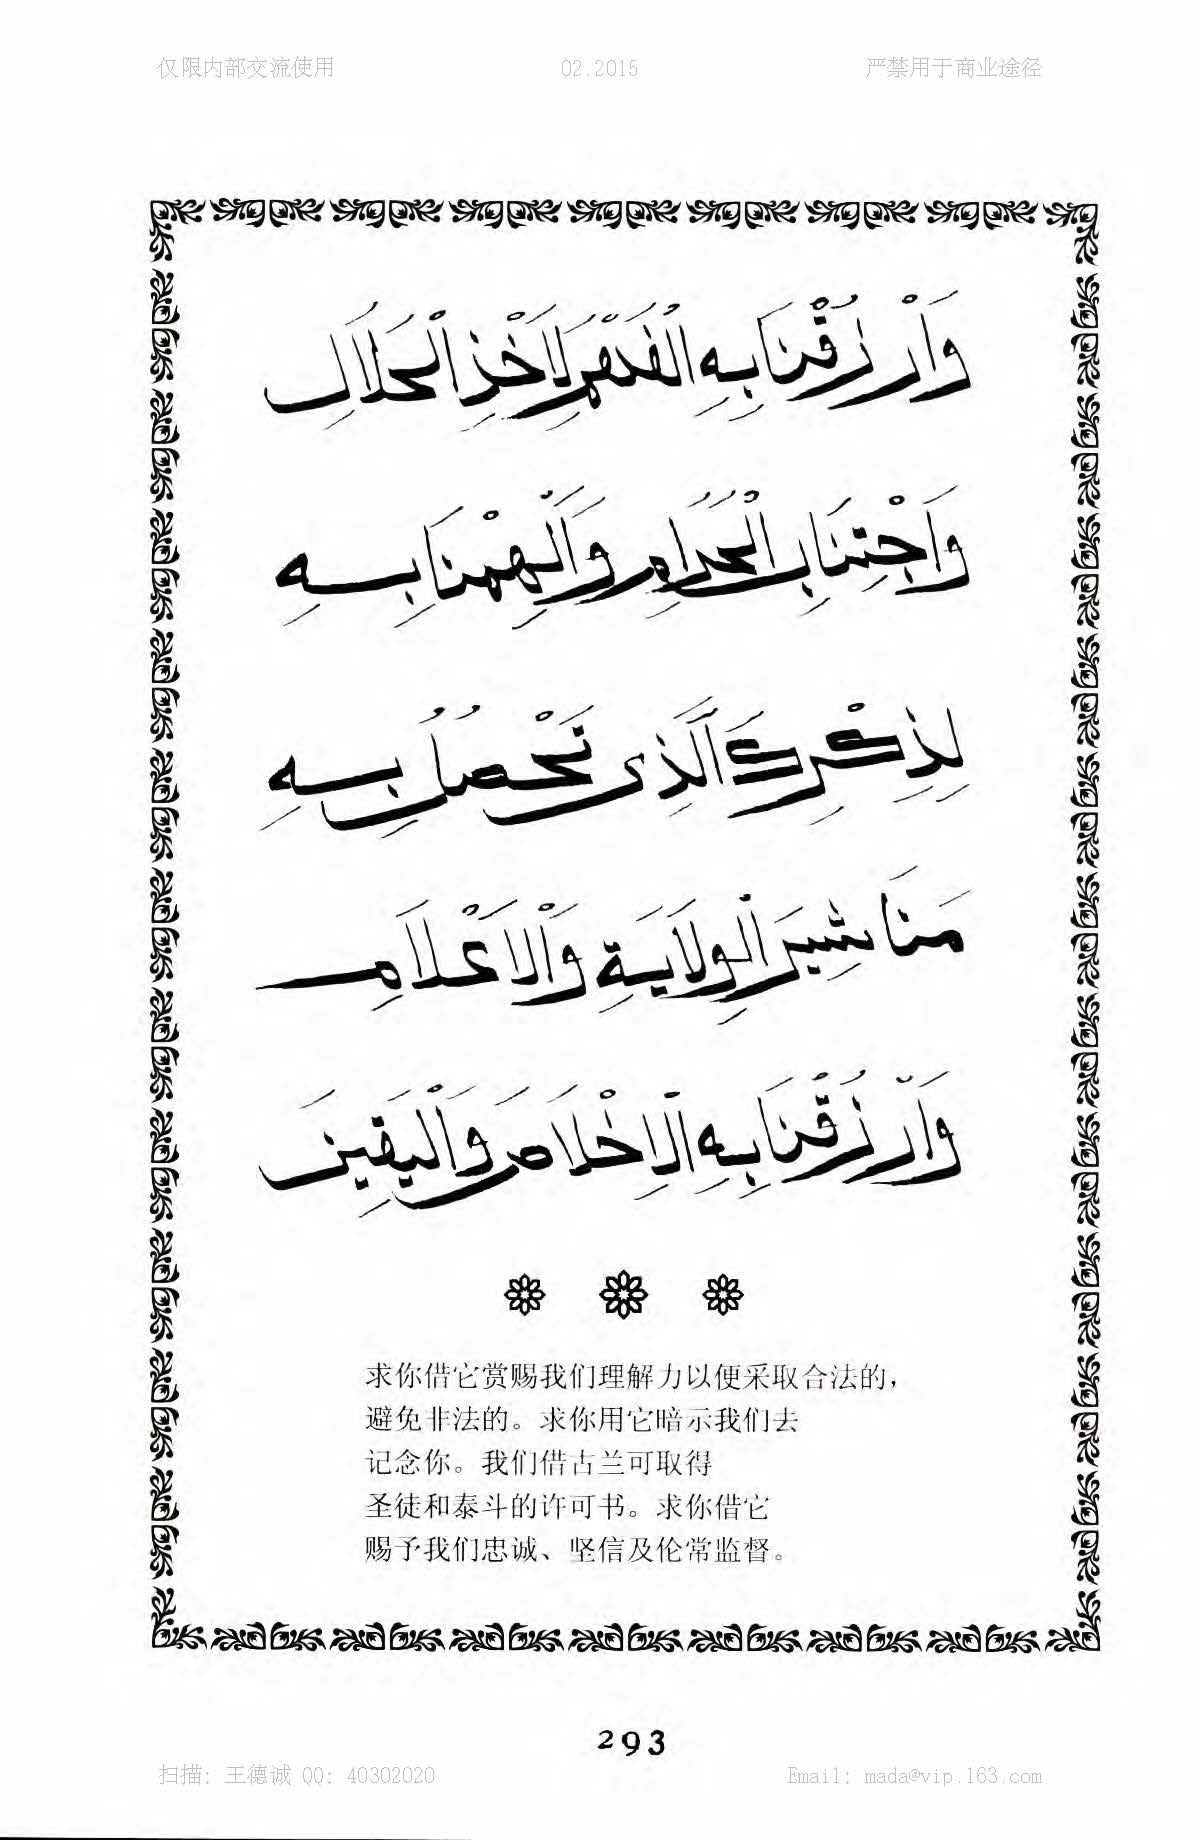 仅限内部交流使用 02.2015 严禁用于商业途径
وَارْزُقْنَا بِهِ الْفَهْمَ لِاَخْذِ الْحَلَالِ
وَاجْتِنَابِ الْحَرَامِ وَاَلْهِمْنَا بِهِ
لِذِكْرِكَ الَّذِى تَحْصُلُ بِهِ
مَنَاشِيرَ الْوِلَايَةِ وَالْاَعْلَامِ
وَارْزُقْنَا بِهِ الْاِخْلَاصَ وَالْيَقِينَ
求你借它赏赐我们理解力以便采取合法的，
避免非法的。求你用它暗示我们去
记念你。我们借古兰可取得
圣徒和泰斗的许可书。求你借它
赐予我们忠诚、坚信及伦常监督。
293
扫描: 王德诚 QQ: 40302020 Email: mada@vip.163.com